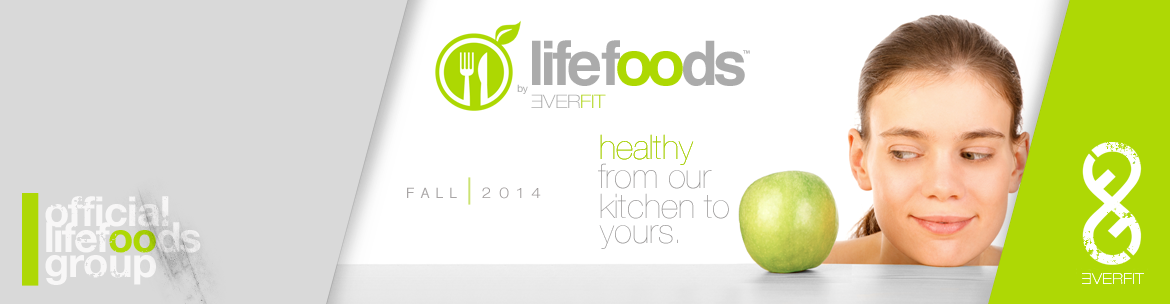 lifefoods™
by
EVERFIT
healthy
from our
kitchen to
yours.
FALL | 2014
official
lifefoods
group
EVERFIT